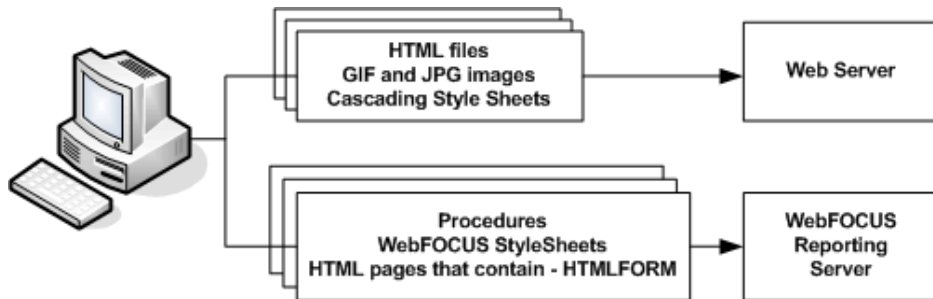 HTML files
GIF and JPG images
Cascading Style Sheets
Web Server
Procedures
WebFOCUS StyleSheets
HTML pages that contain - HTMLFORM
WebFOCUS
Reporting
Server